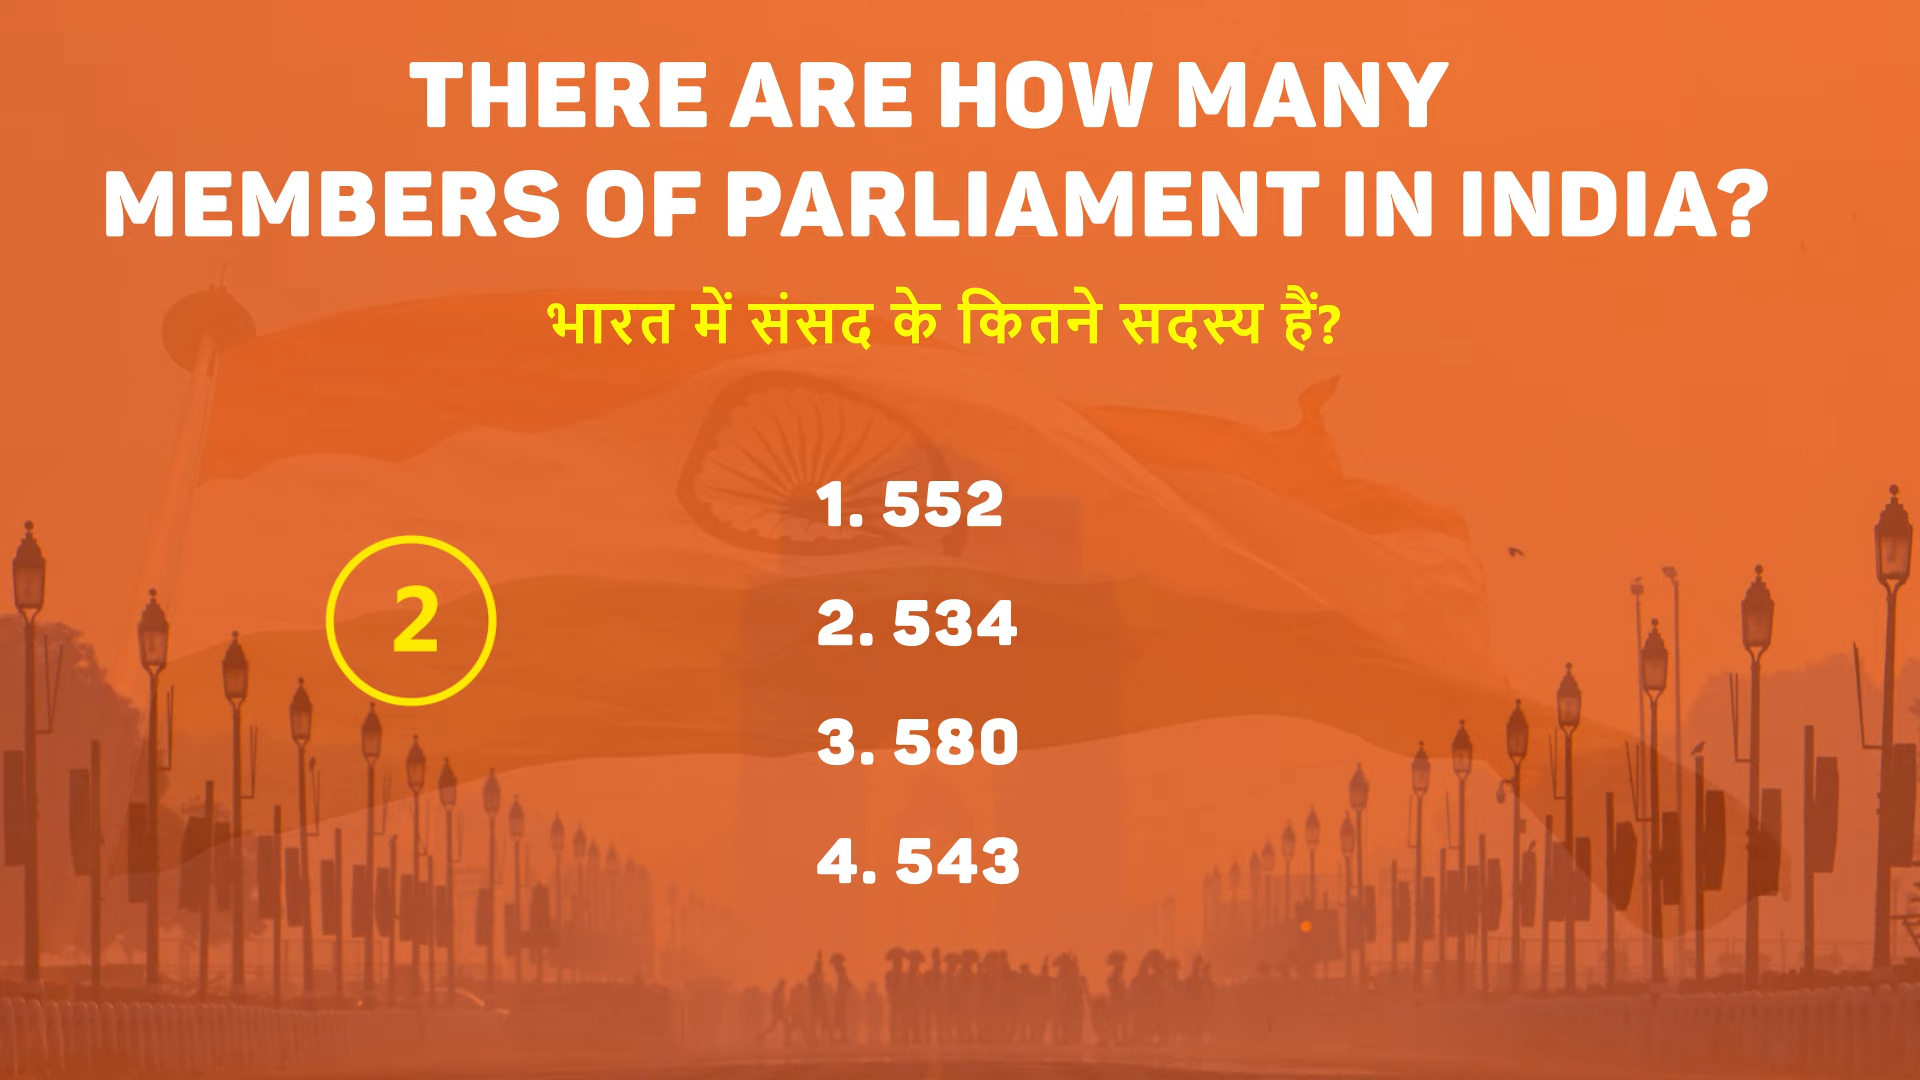 THERE ARE HOW MANY
MEMBERS OF PARLIAMENT IN INDIA?
भारत में संसद के कितने सदस्य हैं?
1. 552
2
2. 534
3. 580
4. 543